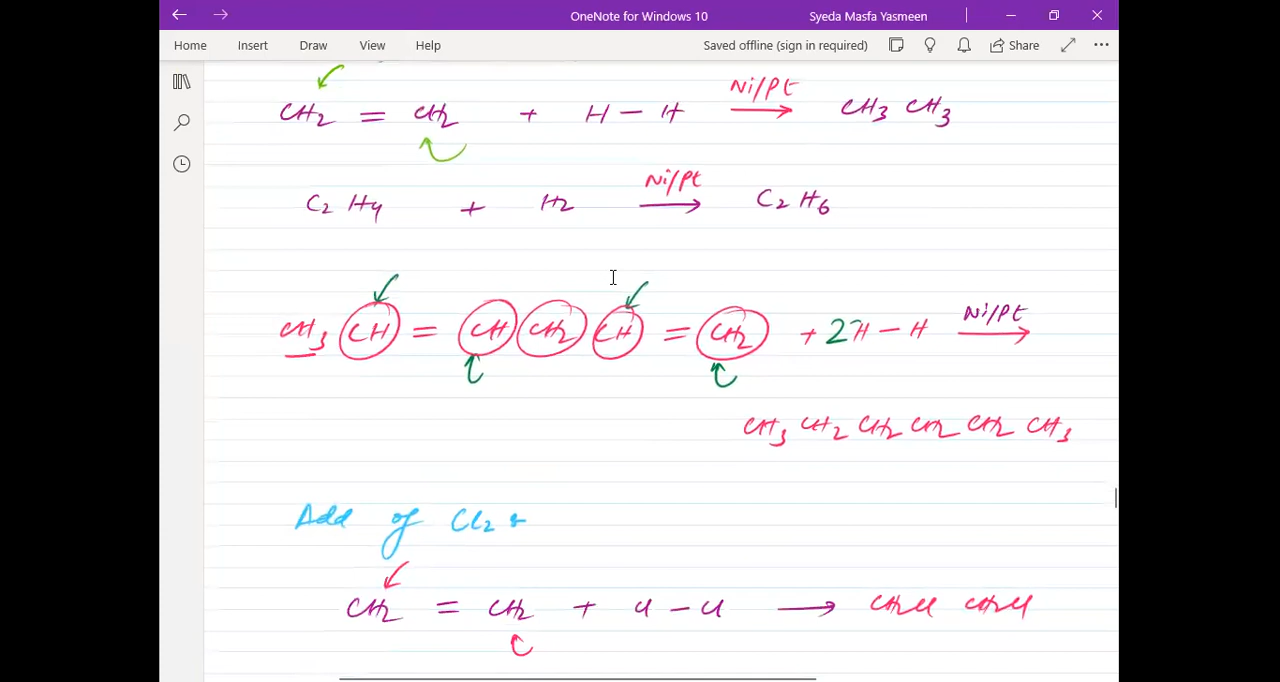 OneNote for Windows 10
Syeda Masfa Yasmeen
Home Insert Draw View Help
Saved offline (sign in required) Share
Ni/Pt
CH2 = CH2 + H - H → CH3 CH3
Ni/Pt
C2 H4 + H2 → C2 H6
Ni/Pt
CH3 CH = CH CH2 CH = CH2 + 2H - H →
CH3 CH2 CH2 CH2 CH2 CH3
Add of Cl2 :
CH2 = CH2 + Cl - Cl → CH2Cl CH2Cl